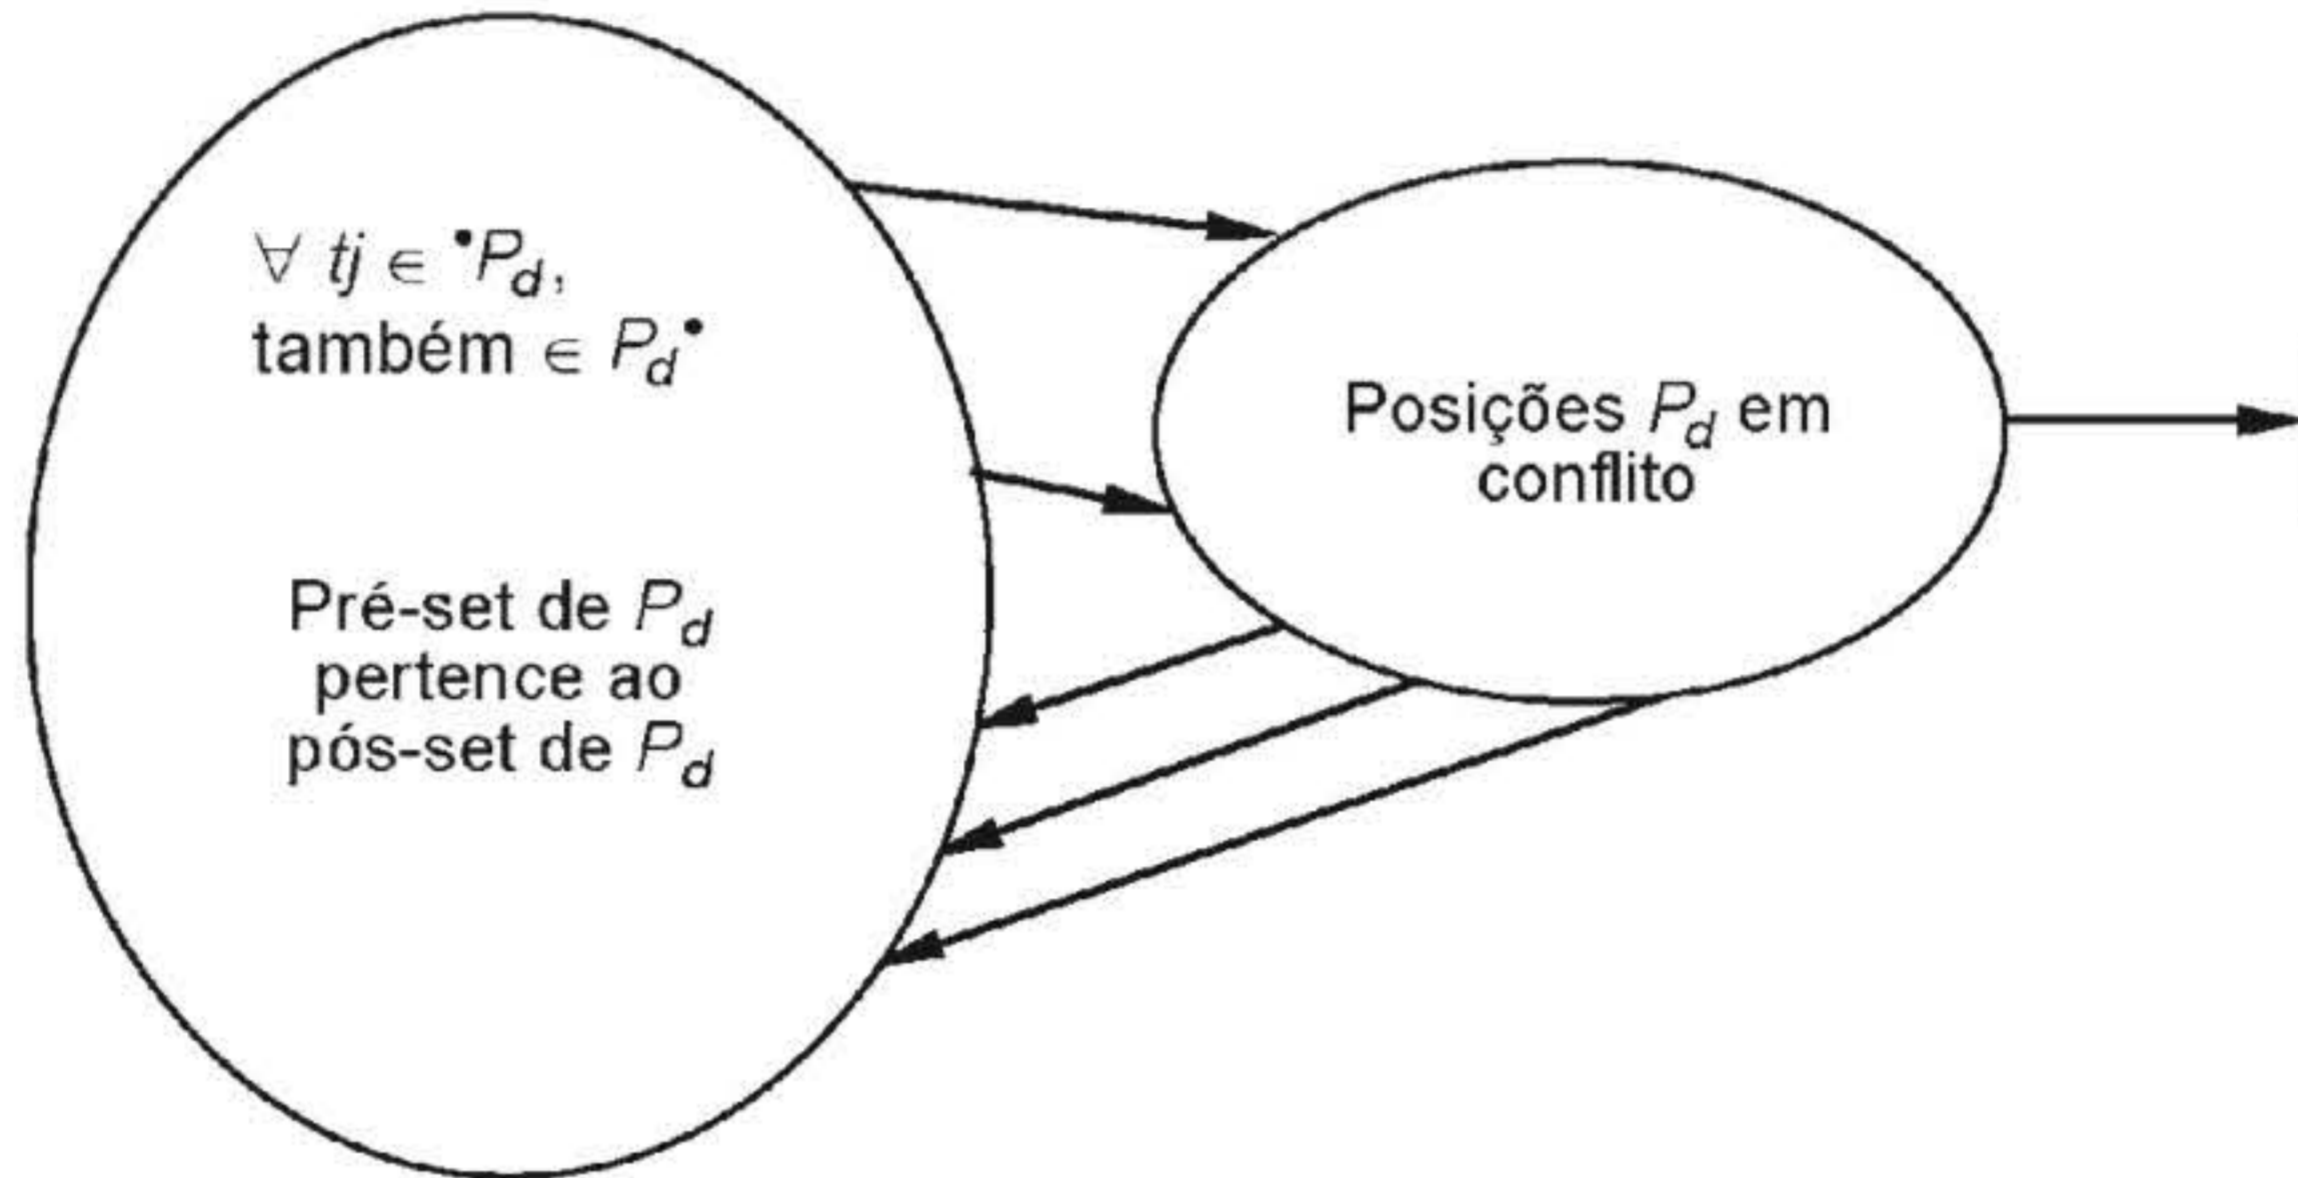 ∀ tj ∈ •Pd,
também ∈ Pd•
Pré-set de Pd
pertence ao
pós-set de Pd
Posições Pd em
conflito